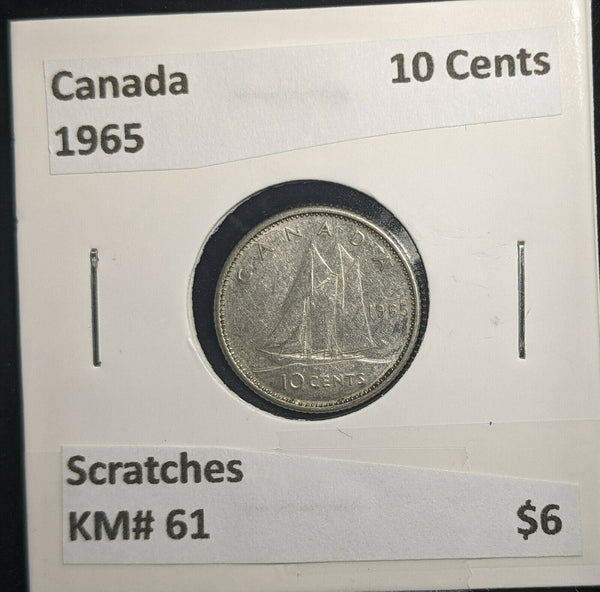 Canada 10 Cents
1965
CANADA
1965
10 CENTS
Scratches
KM# 61 $6